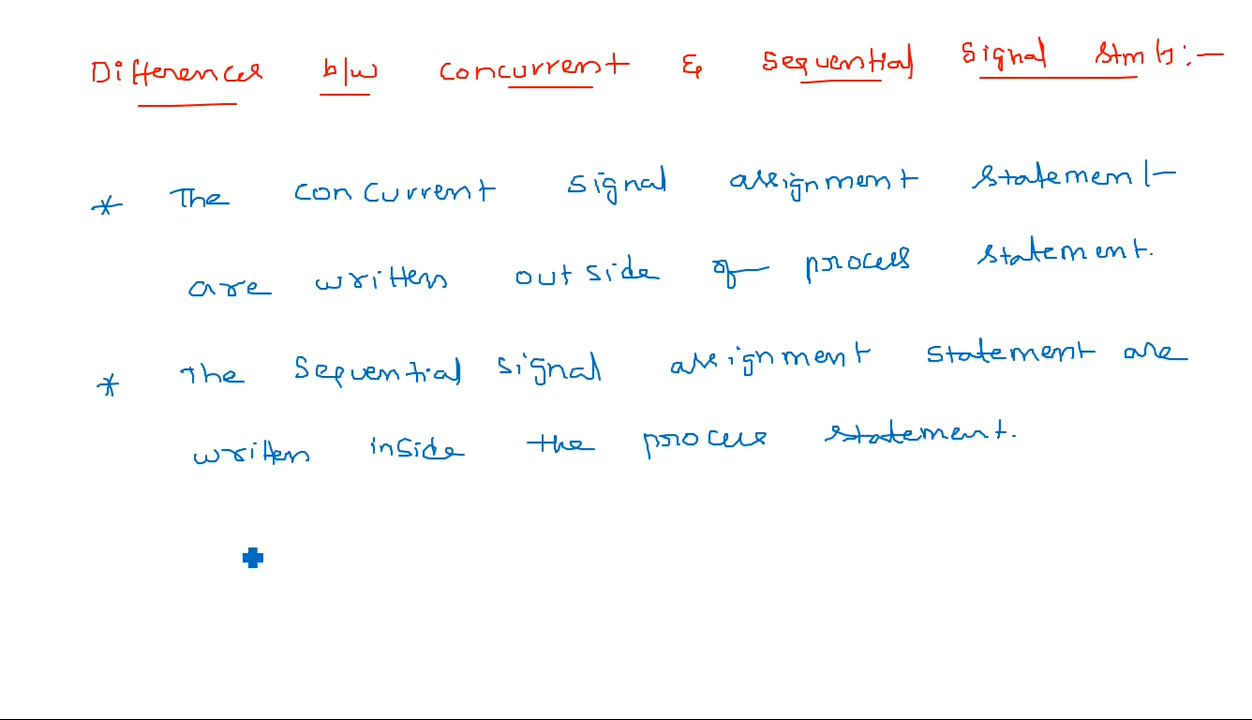 Differences b/w concurrent & Sequential Signal Stmts:-
* The concurrent signal assignment statement
are written outside of process statement.
* The Sequential signal assignment statement are
written inside the process statement.